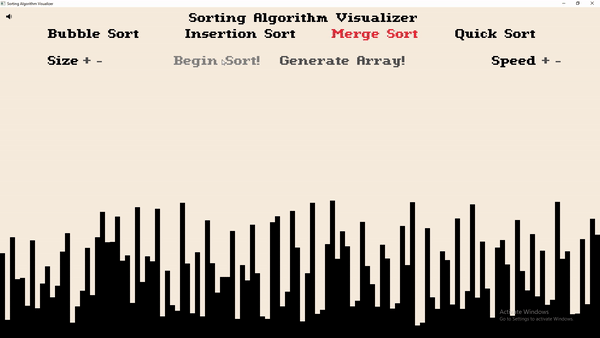 Sorting Algorithm Visualizer
Sorting Algorithm Visualizer
Bubble Sort Insertion Sort Merge Sort Quick Sort
Size + - Begin Sort! Generate Array! Speed + -
Activate Windows
Go to Settings to activate Windows.